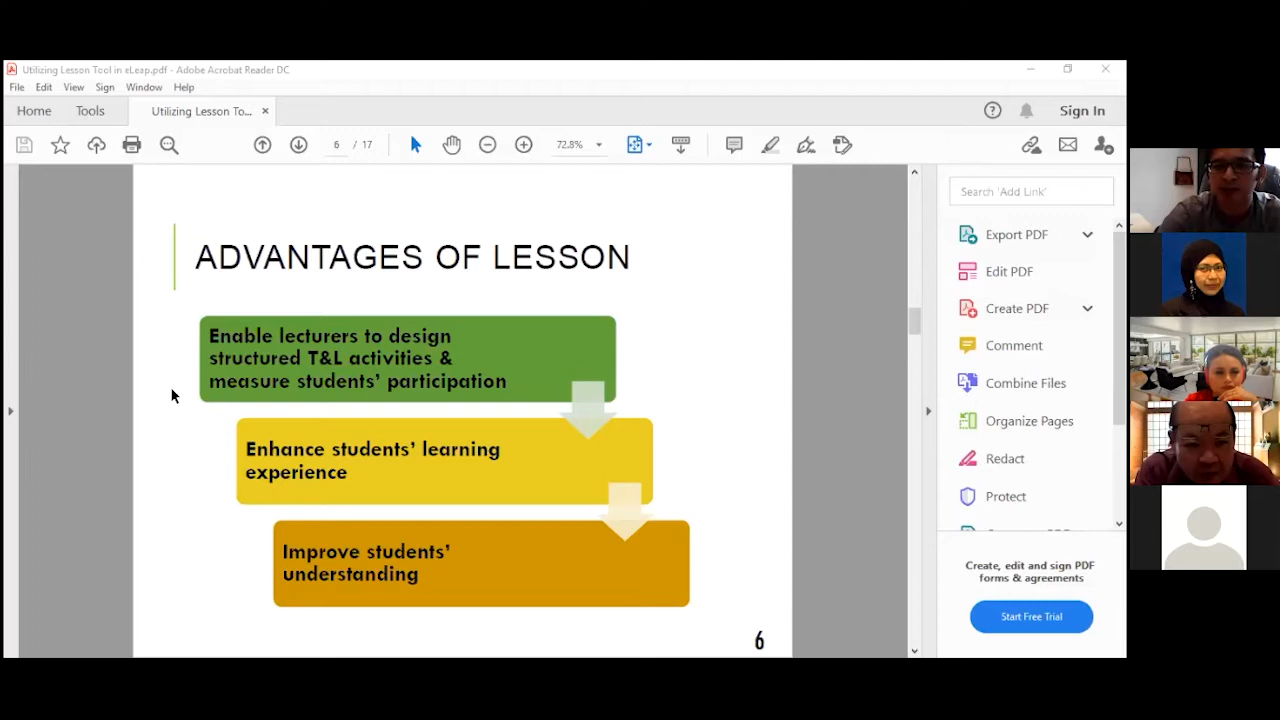 Utilizing Lesson Tool in eLeap.pdf - Adobe Acrobat Reader DC
File Edit View Sign Window Help
Home Tools Utilizing Lesson To... × Sign In
6 / 17 72.8%
ADVANTAGES OF LESSON
Enable lecturers to design
structured T&L activities &
measure students' participation
Enhance students' learning
experience
Improve students'
understanding
6
Search 'Add Link'
Export PDF
Edit PDF
Create PDF
Comment
Combine Files
Organize Pages
Redact
Protect
Create, edit and sign PDF
forms & agreements
Start Free Trial